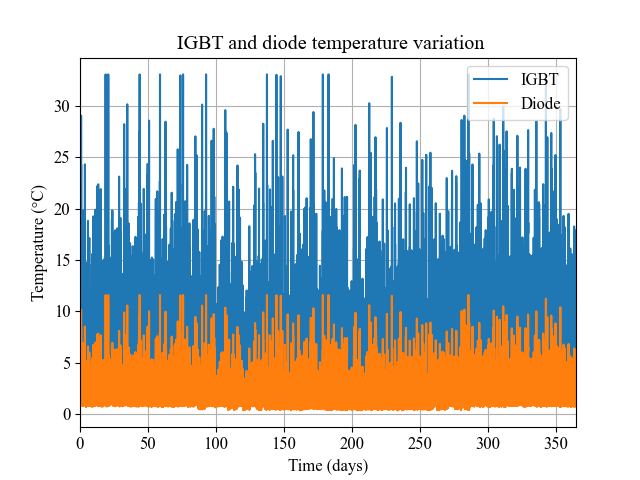 IGBT and diode temperature variation
IGBT
Diode
Temperature (°C)
30
25
20
15
10
5
0
0 50 100 150 200 250 300 350
Time (days)